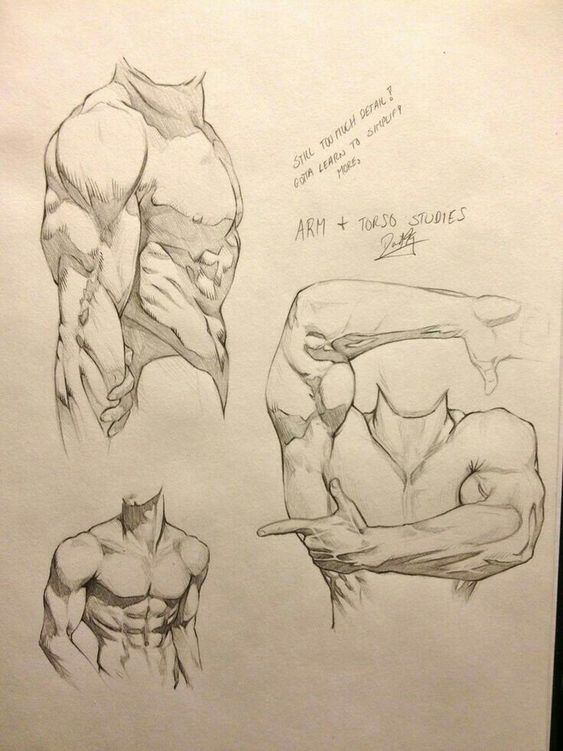 STILL TOO MUCH DETAIL!
GOTTA LEARN TO SIMPLIFY
MORE.
ARM + TORSO STUDIES